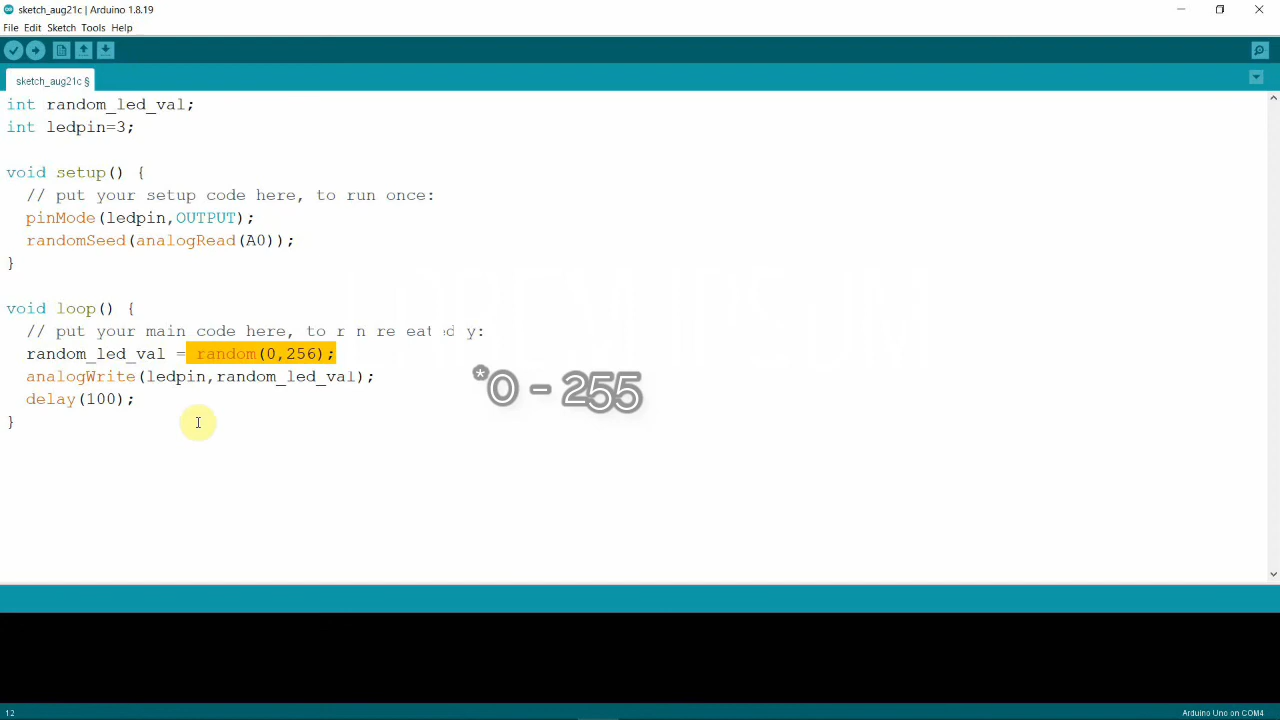 sketch_aug21c | Arduino 1.8.19
File Edit Sketch Tools Help
sketch_aug21c §
int random_led_val;
int ledpin=3;
void setup() {
// put your setup code here, to run once:
pinMode(ledpin,OUTPUT);
randomSeed(analogRead(A0));
}
void loop() {
// put your main code here, to r n re eat d y:
random_led_val = random(0,256);
analogWrite(ledpin,random_led_val);
*0 - 255
delay(100);
}
12
Arduino Uno on COM4